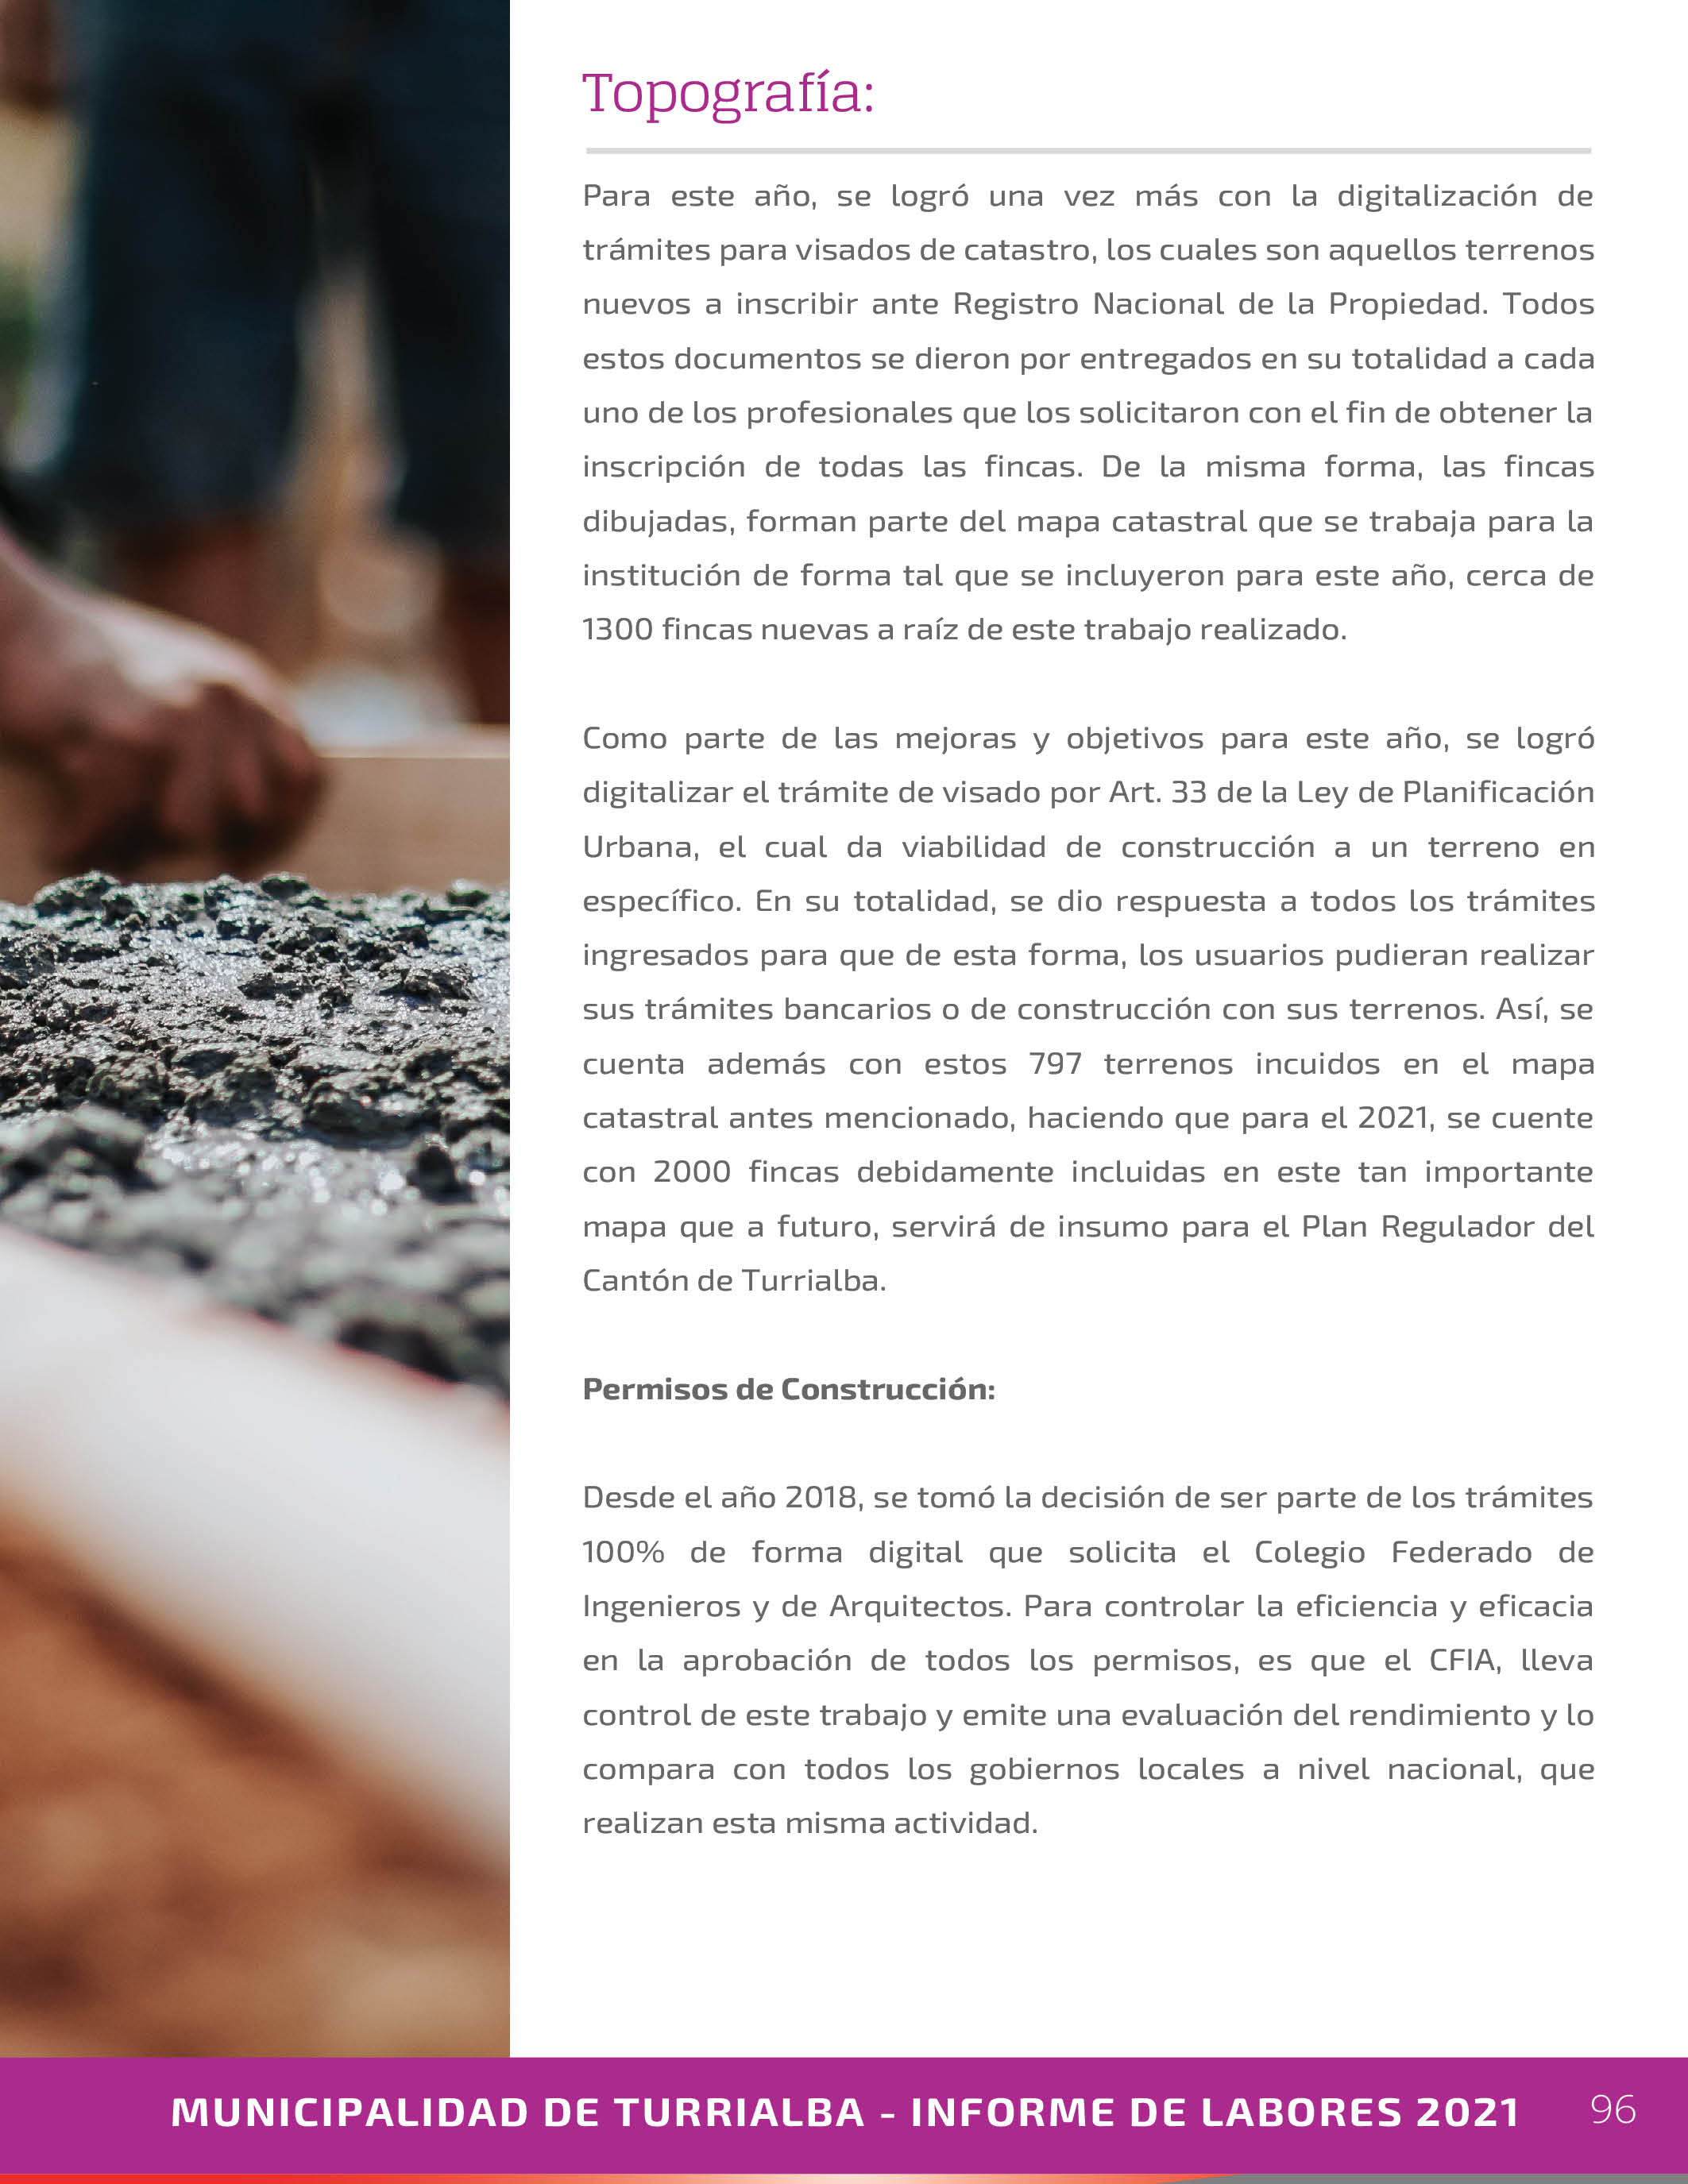 Topografía:
Para este año, se logró una vez más con la digitalización de
trámites para visados de catastro, los cuales son aquellos terrenos
nuevos a inscribir ante Registro Nacional de la Propiedad. Todos
estos documentos se dieron por entregados en su totalidad a cada
uno de los profesionales que los solicitaron con el fin de obtener la
inscripción de todas las fincas. De la misma forma, las fincas
dibujadas, forman parte del mapa catastral que se trabaja para la
institución de forma tal que se incluyeron para este año, cerca de
1300 fincas nuevas a raíz de este trabajo realizado.
Como parte de las mejoras y objetivos para este año, se logró
digitalizar el trámite de visado por Art. 33 de la Ley de Planificación
Urbana, el cual da viabilidad de construcción a un terreno en
específico. En su totalidad, se dio respuesta a todos los trámites
ingresados para que de esta forma, los usuarios pudieran realizar
sus trámites bancarios o de construcción con sus terrenos. Así, se
cuenta además con estos 797 terrenos incuidos en el mapa
catastral antes mencionado, haciendo que para el 2021, se cuente
con 2000 fincas debidamente incluidas en este tan importante
mapa que a futuro, servirá de insumo para el Plan Regulador del
Cantón de Turrialba.
Permisos de Construcción:
Desde el año 2018, se tomó la decisión de ser parte de los trámites
100% de forma digital que solicita el Colegio Federado de
Ingenieros y de Arquitectos. Para controlar la eficiencia y eficacia
en la aprobación de todos los permisos, es que el CFIA, lleva
control de este trabajo y emite una evaluación del rendimiento y lo
compara con todos los gobiernos locales a nivel nacional, que
realizan esta misma actividad.
MUNICIPALIDAD DE TURRIALBA - INFORME DE LABORES 2021 96